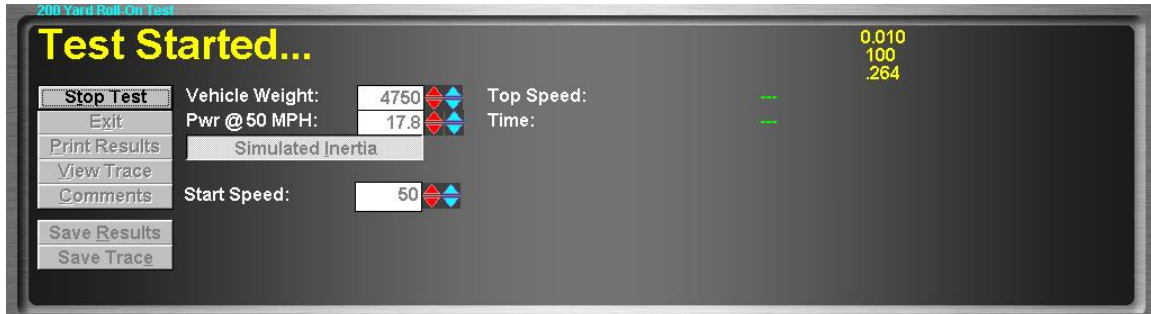 200 Yard Roll-On Test
Test Started...
0.010
100
.264
Stop Test
Vehicle Weight: 4750
Top Speed: ---
Exit
Pwr @ 50 MPH: 17.8
Time: ---
Print Results
Simulated Inertia
View Trace
Comments
Start Speed: 50
Save Results
Save Trace